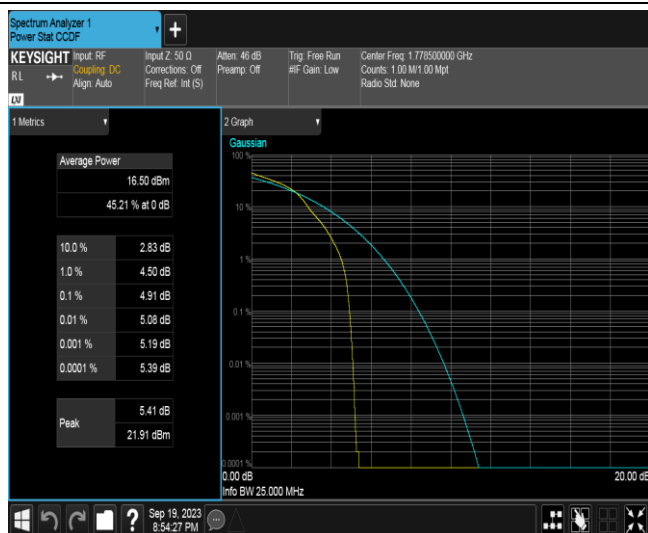 Spectrum Analyzer 1
Power Stat CCDF
+
KEYSIGHT
RL
LXI
Input: RF
Coupling: DC
Align: Auto
Input Z: 50 Ω
Corrections: Off
Freq Ref: Int (S)
Atten: 46 dB
Preamp: Off
Trig: Free Run
#IF Gain: Low
Center Freq: 1.778500000 GHz
Counts: 1.00 M/1.00 Mpt
Radio Std: None
1 Metrics
Average Power
16.50 dBm
45.21 % at 0 dB
10.0 % 2.83 dB
1.0 % 4.50 dB
0.1 % 4.91 dB
0.01 % 5.08 dB
0.001 % 5.19 dB
0.0001 % 5.39 dB
Peak
5.41 dB
21.91 dBm
2 Graph
Gaussian
100 %
10 %
1 %
0.1 %
0.01 %
0.001 %
0.0001 %
0.00 dB
20.00 dB
Info BW 25.000 MHz
?
Sep 19, 2023
8:54:27 PM